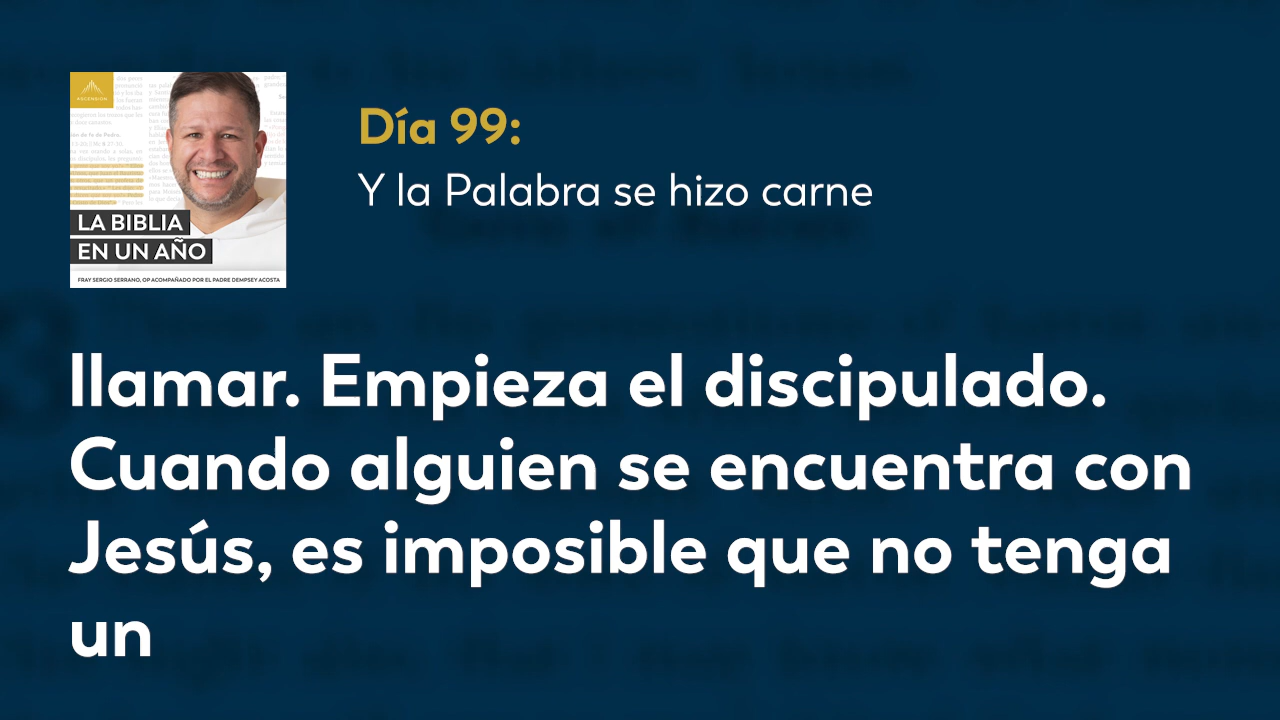 ASCENSION
Día 99:
Y la Palabra se hizo carne
LA BIBLIA
EN UN AÑO
FRAY SERGIO SERRANO, OP ACOMPAÑADO POR EL PADRE DEMPSEY ACOSTA
llamar. Empieza el discipulado.
Cuando alguien se encuentra con
Jesús, es imposible que no tenga
un